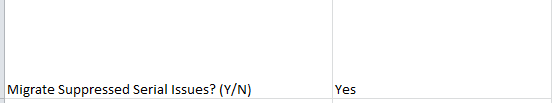 Migrate Suppressed Serial Issues? (Y/N) Yes